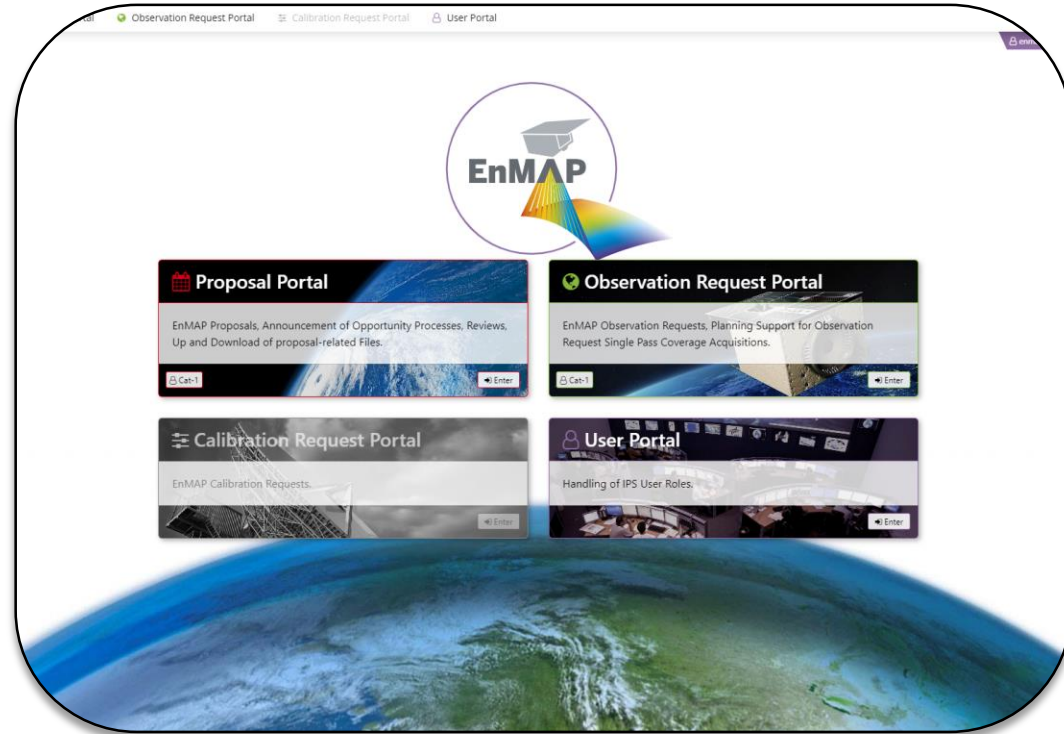 Observation Request Portal
Calibration Request Portal
User Portal
EnMAP
Proposal Portal
EnMAP Proposals, Announcement of Opportunity Processes, Reviews,
Up and Download of proposal-related Files.
Cat-1
Enter
Observation Request Portal
EnMAP Observation Requests, Planning Support for Observation
Request Single Pass Coverage Acquisitions.
Cat-1
Enter
Calibration Request Portal
EnMAP Calibration Requests.
Enter
User Portal
Handling of IPS User Roles.
Enter